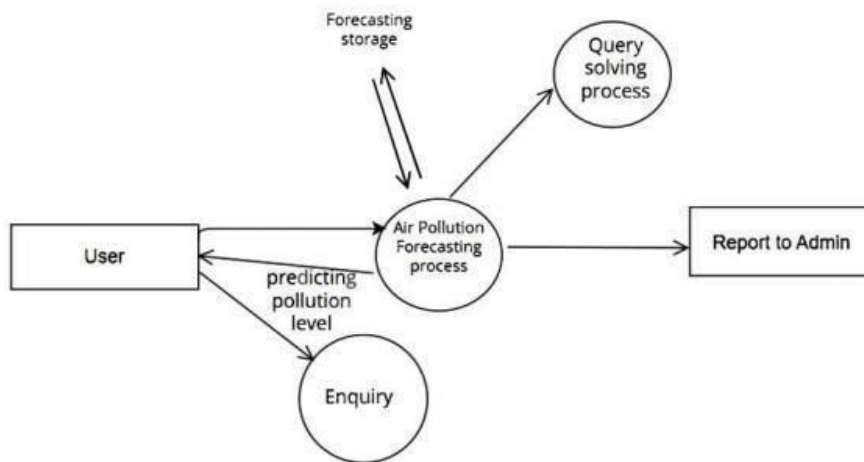 Forecasting
storage
Query
solving
process
Air Pollution
Forecasting
process
User
Report to Admin
predicting
pollution
level
Enquiry